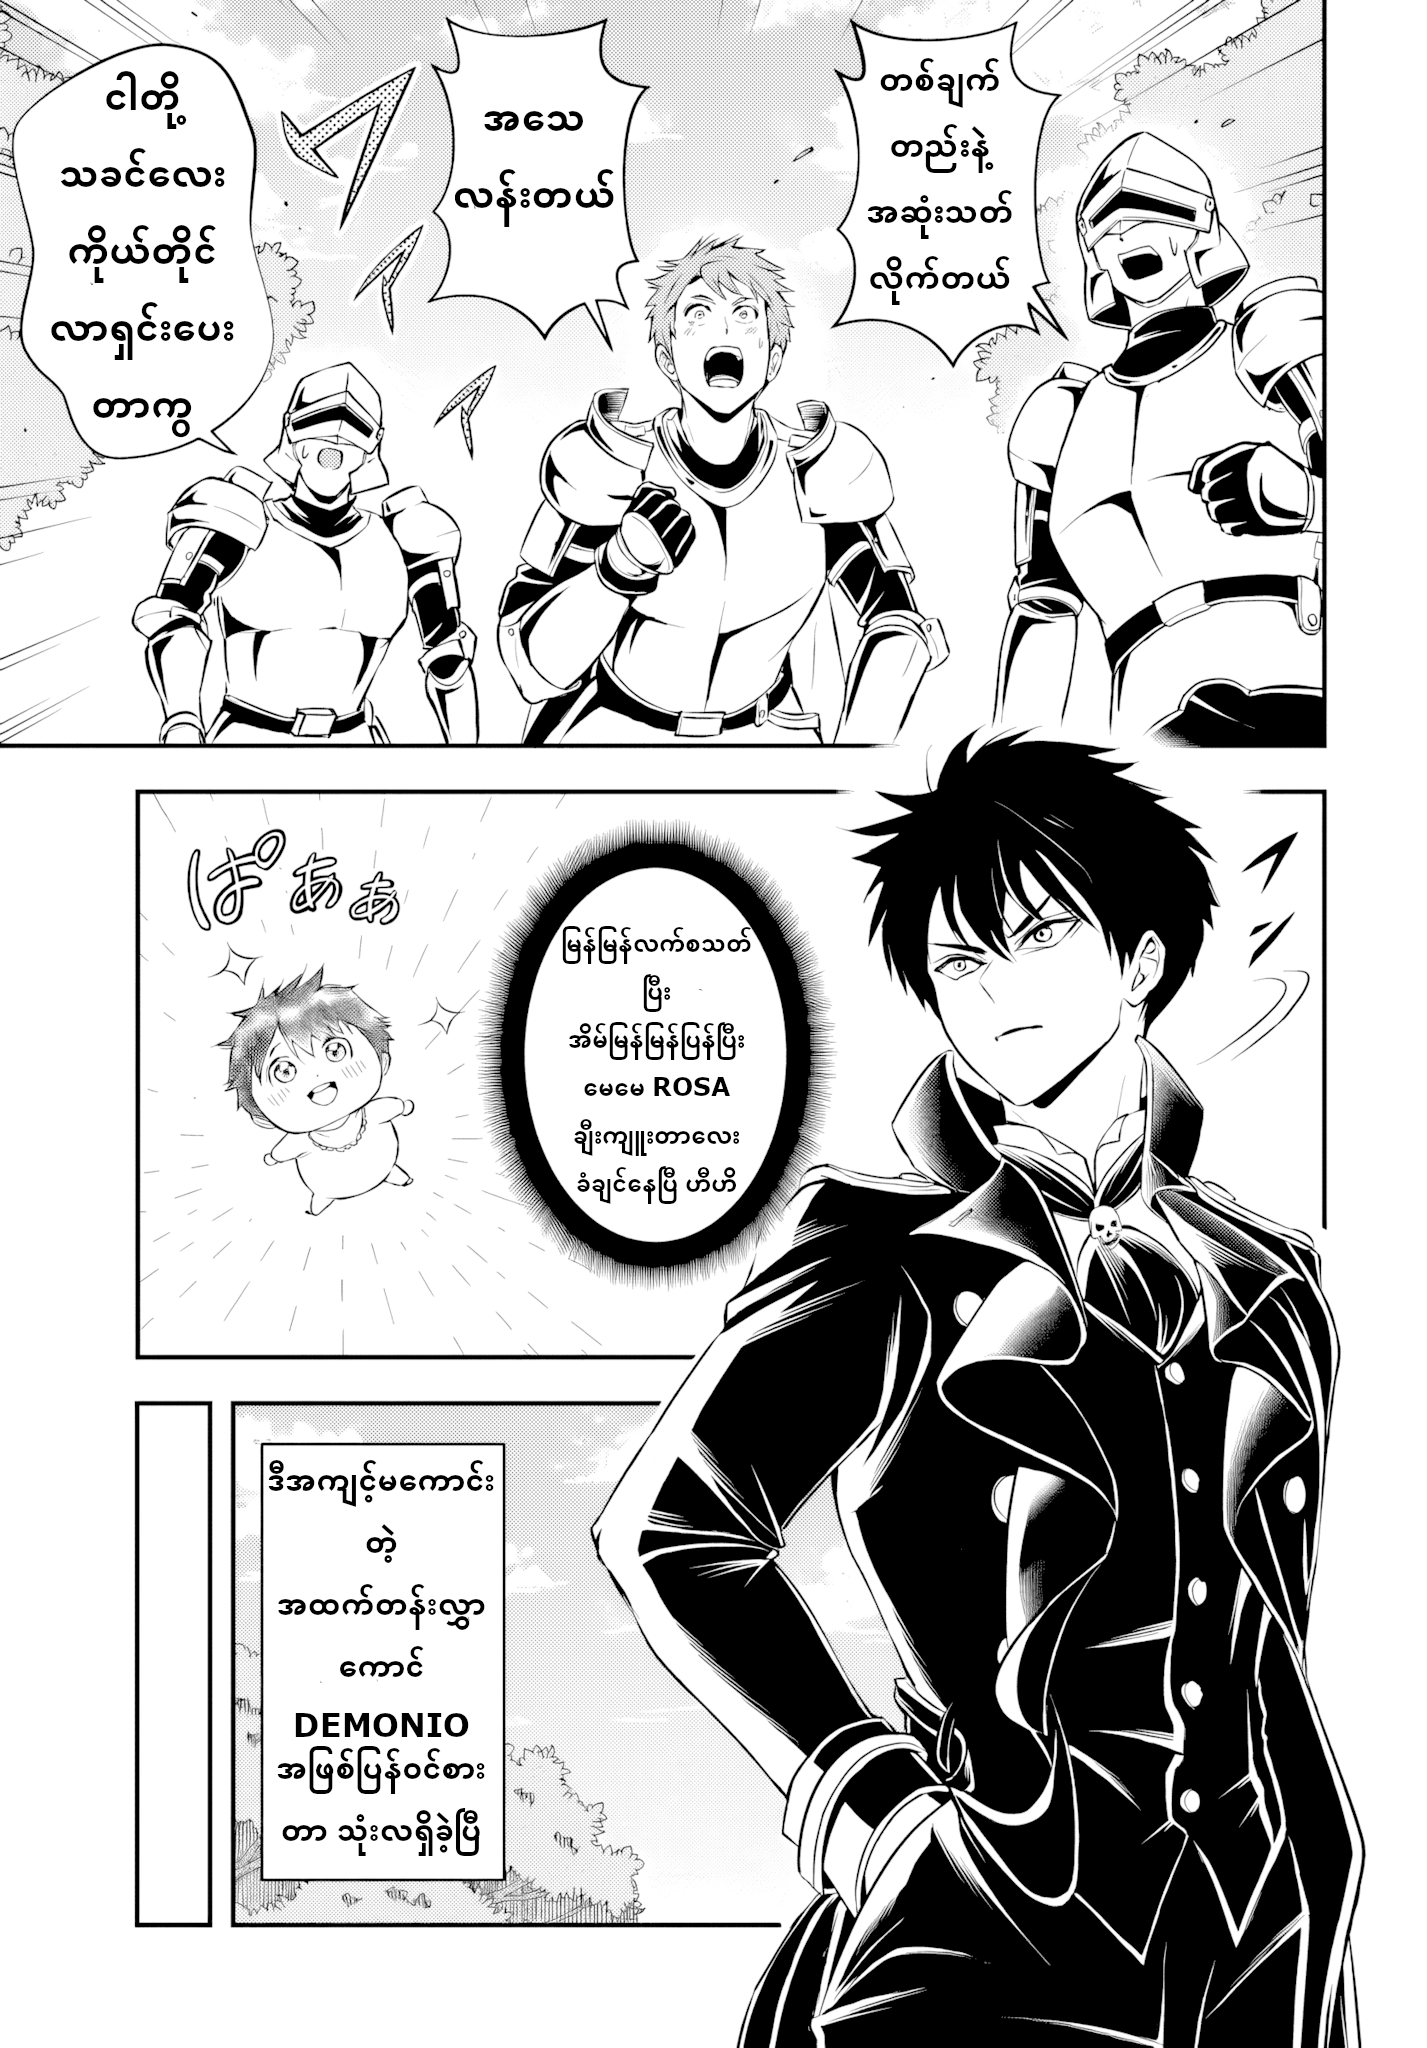 တစ်ချက်
တည်းနဲ့
အဆုံးသတ်
လိုက်တယ်
အသေ
လန်းတယ်
ငါတို့
သခင်လေး
ကိုယ်တိုင်
လာရှင်းပေး
တာကွ
မြန်မြန်လက်စသတ်
ပြီး
အိမ်မြန်မြန်ပြန်ပြီး
မေမေ ROSA
ချီးကျူးတာလေး
ခံချင်နေပြီ ဟီဟိ
ぱぁぁ
ဒီအကျင့်မကောင်း
တဲ့
အထက်တန်းလွှာ
ကောင်
DEMONIO
အဖြစ်ပြန်ဝင်စား
တာ သုံးလရှိခဲ့ပြီ